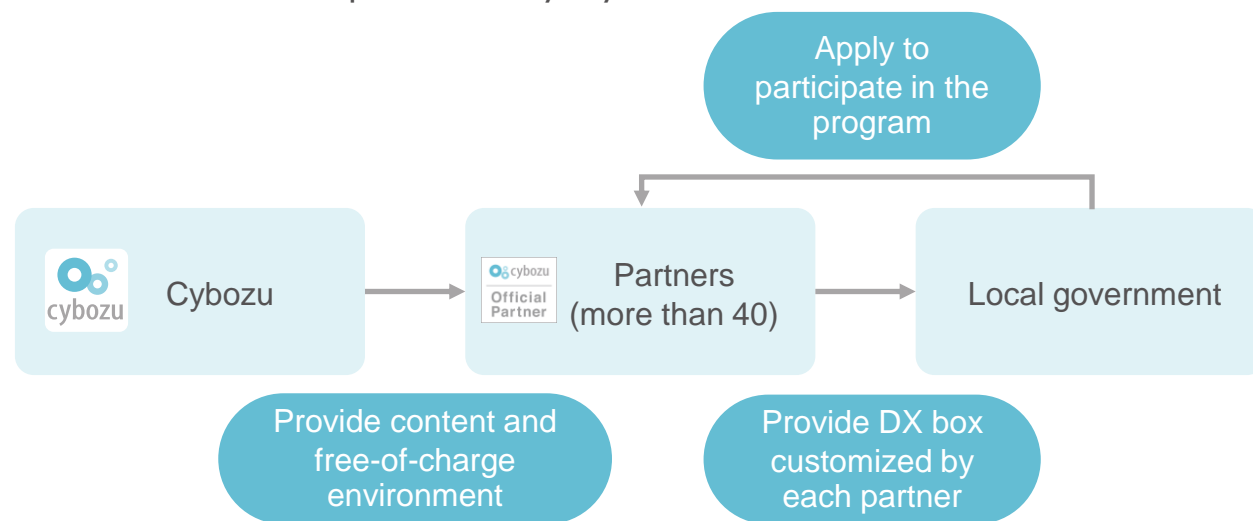 Apply to
participate in the
program
cybozu
Cybozu
cybozu
Official
Partner
Partners
(more than 40)
Local government
Provide content and
free-of-charge
environment
Provide DX box
customized by
each partner